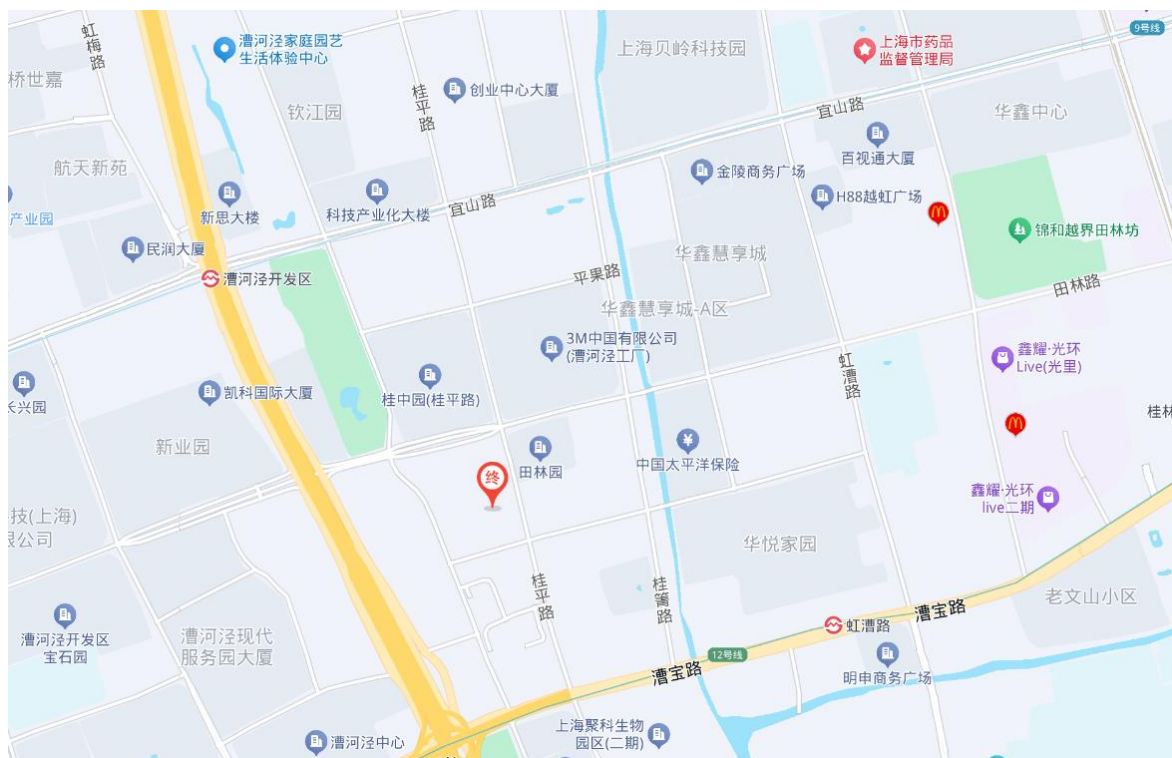 9号线
虹梅路
漕河泾家庭园艺
生活体验中心
上海贝岭科技园
上海市药品
监督管理局
桥世嘉
钦江园
桂平路
创业中心大厦
宜山路
华鑫中心
航天新苑
百视通大厦
金陵商务广场
产业园
新思大楼
科技产业化大楼
宜山路
H88越虹广场
锦和越界田林坊
民润大厦
华鑫慧享城
漕河泾开发区
平果路
田林路
华鑫慧享城-A区
3M中国有限公司
(漕河泾工厂)
鑫耀·光环
Live(光里)
虹漕路
凯科国际大厦
桂中园(桂平路)
长兴园
桂林
新业园
田林园
中国太平洋保险
终
鑫耀·光环
live二期
技(上海)
限公司
华悦家园
桂平路
桂箐路
老文山小区
漕宝路
虹漕路
漕河泾开发区
宝石园
漕河泾现代
服务园大厦
12号线
漕宝路
明申商务广场
上海聚科生物
园区(二期)
漕河泾中心